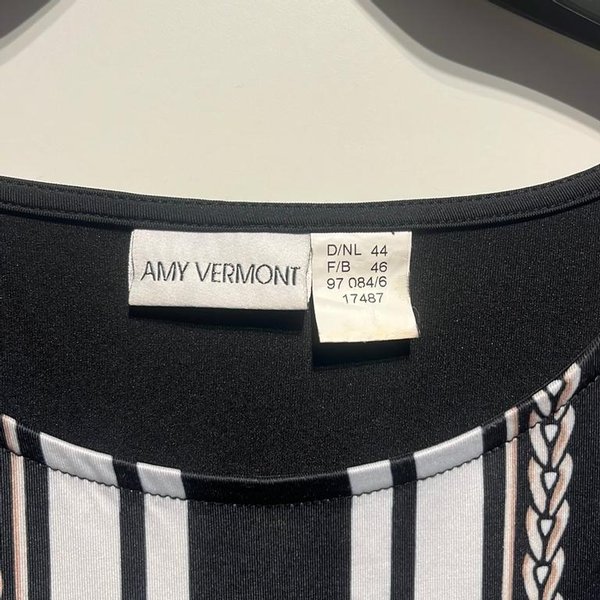 AMY VERMONT
D/NL 44
F/B 46
97 084/6
17487